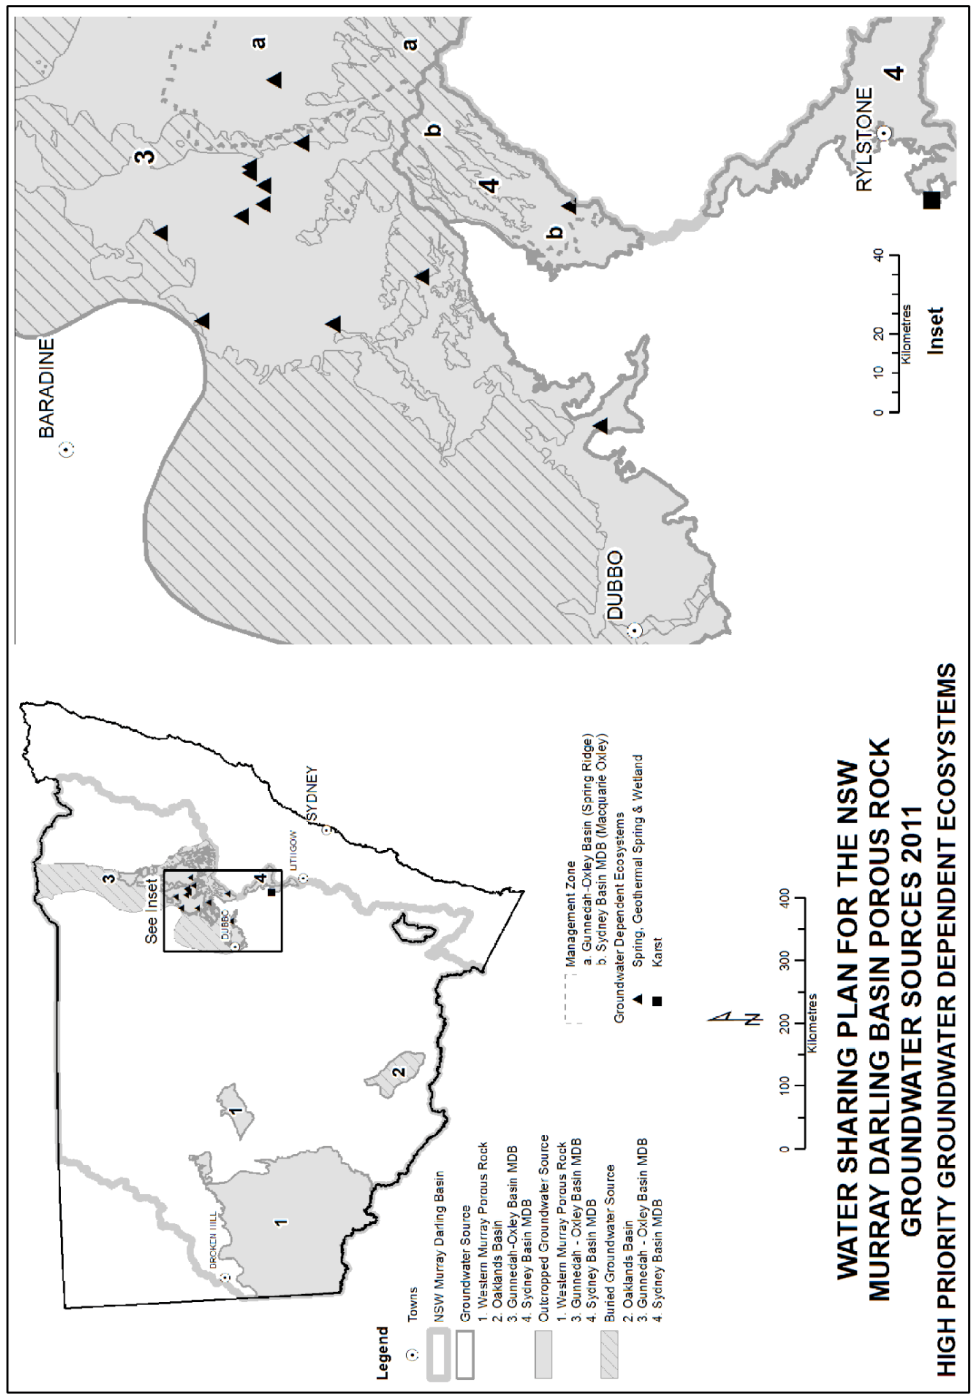 BROKEN HILL
1
1
2
See Inset
3
4
DUBBO
LITHGOW
SYDNEY
Legend
Towns
NSW Murray Darling Basin
Groundwater Source
1. Western Murray Porous Rock
2. Oaklands Basin
3. Gunnedah-Oxley Basin MDB
4. Sydney Basin MDB
Outcropped Groundwater Source
1. Western Murray Porous Rock
3. Gunnedah - Oxley Basin MDB
4. Sydney Basin MDB
Buried Groundwater Source
2. Oaklands Basin
3. Gunnedah - Oxley Basin MDB
4. Sydney Basin MDB
Management Zone
a. Gunnedah-Oxley Basin (Spring Ridge)
b. Sydney Basin MDB (Macquarie Oxley)
Groundwater Dependent Ecosystems
Spring, Geothermal Spring & Wetland
Karst
N
0 100 200 300 400
Kilometres
WATER SHARING PLAN FOR THE NSW
MURRAY DARLING BASIN POROUS ROCK
GROUNDWATER SOURCES 2011
HIGH PRIORITY GROUNDWATER DEPENDENT ECOSYSTEMS
BARADINE
3
a
a
b
4
b
4
DUBBO
RYLSTONE
0 10 20 40
Kilometres
Inset